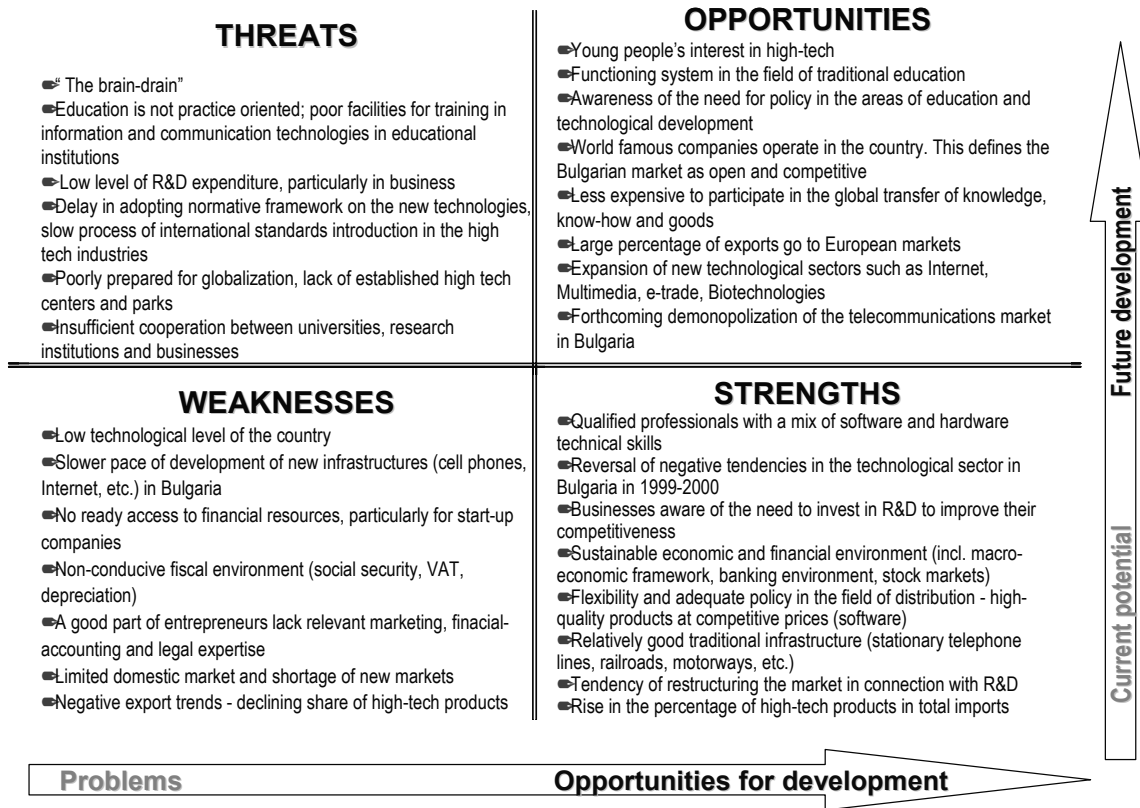 THREATS
“ The brain-drain”
Education is not practice oriented; poor facilities for training in
information and communication technologies in educational
institutions
Low level of R&D expenditure, particularly in business
Delay in adopting normative framework on the new technologies,
slow process of international standards introduction in the high
tech industries
Poorly prepared for globalization, lack of established high tech
centers and parks
Insufficient cooperation between universities, research
institutions and businesses
OPPORTUNITIES
Young people’s interest in high-tech
Functioning system in the field of traditional education
Awareness of the need for policy in the areas of education and
technological development
World famous companies operate in the country. This defines the
Bulgarian market as open and competitive
Less expensive to participate in the global transfer of knowledge,
know-how and goods
Large percentage of exports go to European markets
Expansion of new technological sectors such as Internet,
Multimedia, e-trade, Biotechnologies
Forthcoming demonopolization of the telecommunications market
in Bulgaria
WEAKNESSES
Low technological level of the country
Slower pace of development of new infrastructures (cell phones,
Internet, etc.) in Bulgaria
No ready access to financial resources, particularly for start-up
companies
Non-conducive fiscal environment (social security, VAT,
depreciation)
A good part of entrepreneurs lack relevant marketing, finacial-
accounting and legal expertise
Limited domestic market and shortage of new markets
Negative export trends - declining share of high-tech products
STRENGTHS
Qualified professionals with a mix of software and hardware
technical skills
Reversal of negative tendencies in the technological sector in
Bulgaria in 1999-2000
Businesses aware of the need to invest in R&D to improve their
competitiveness
Sustainable economic and financial environment (incl. macro-
economic framework, banking environment, stock markets)
Flexibility and adequate policy in the field of distribution - high-
quality products at competitive prices (software)
Relatively good traditional infrastructure (stationary telephone
lines, railroads, motorways, etc.)
Tendency of restructuring the market in connection with R&D
Rise in the percentage of high-tech products in total imports
Future development
Current potential
Problems
Opportunities for development